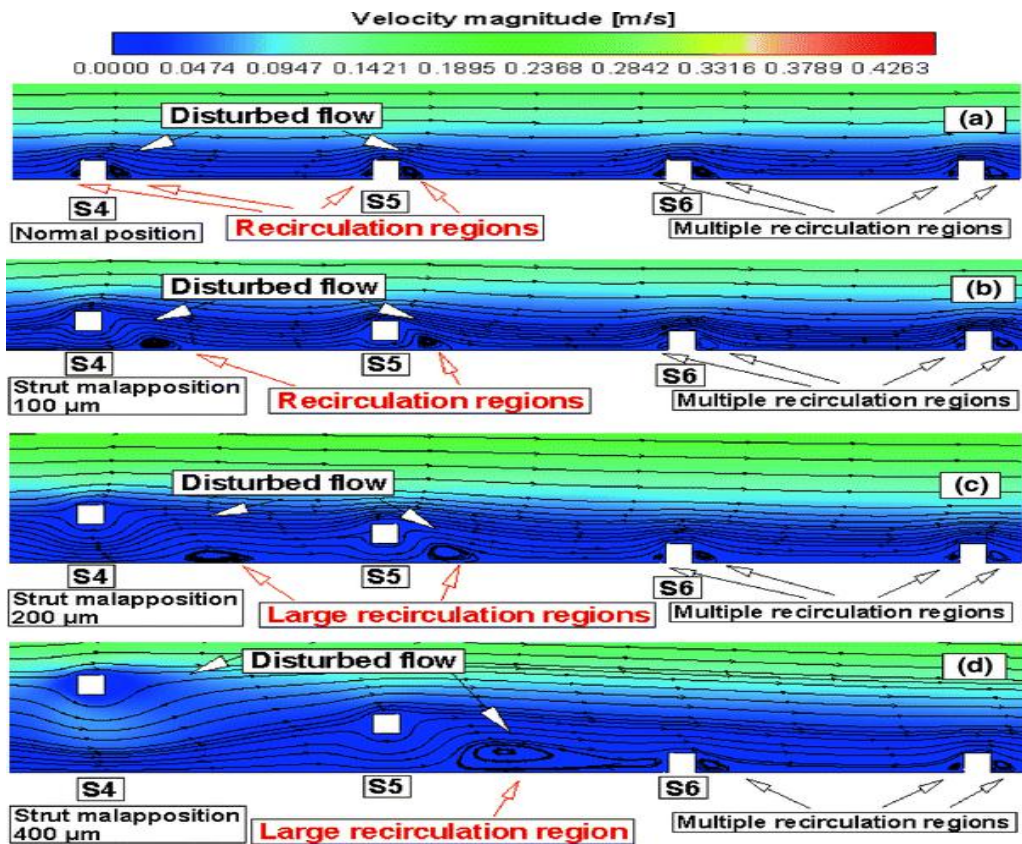 Velocity magnitude [m/s]
0.0000 0.0474 0.0947 0.1421 0.1895 0.2368 0.2842 0.3316 0.3789 0.4263
Disturbed flow
(a)
S4
S5
S6
Normal position
Recirculation regions
Multiple recirculation regions
Disturbed flow
(b)
S4
S5
S6
Strut malapposition
100 μm
Recirculation regions
Multiple recirculation regions
Disturbed flow
(c)
S4
S5
S6
Strut malapposition
200 μm
Large recirculation regions
Multiple recirculation regions
Disturbed flow
(d)
S4
S5
S6
Strut malapposition
400 μm
Large recirculation region
Multiple recirculation regions